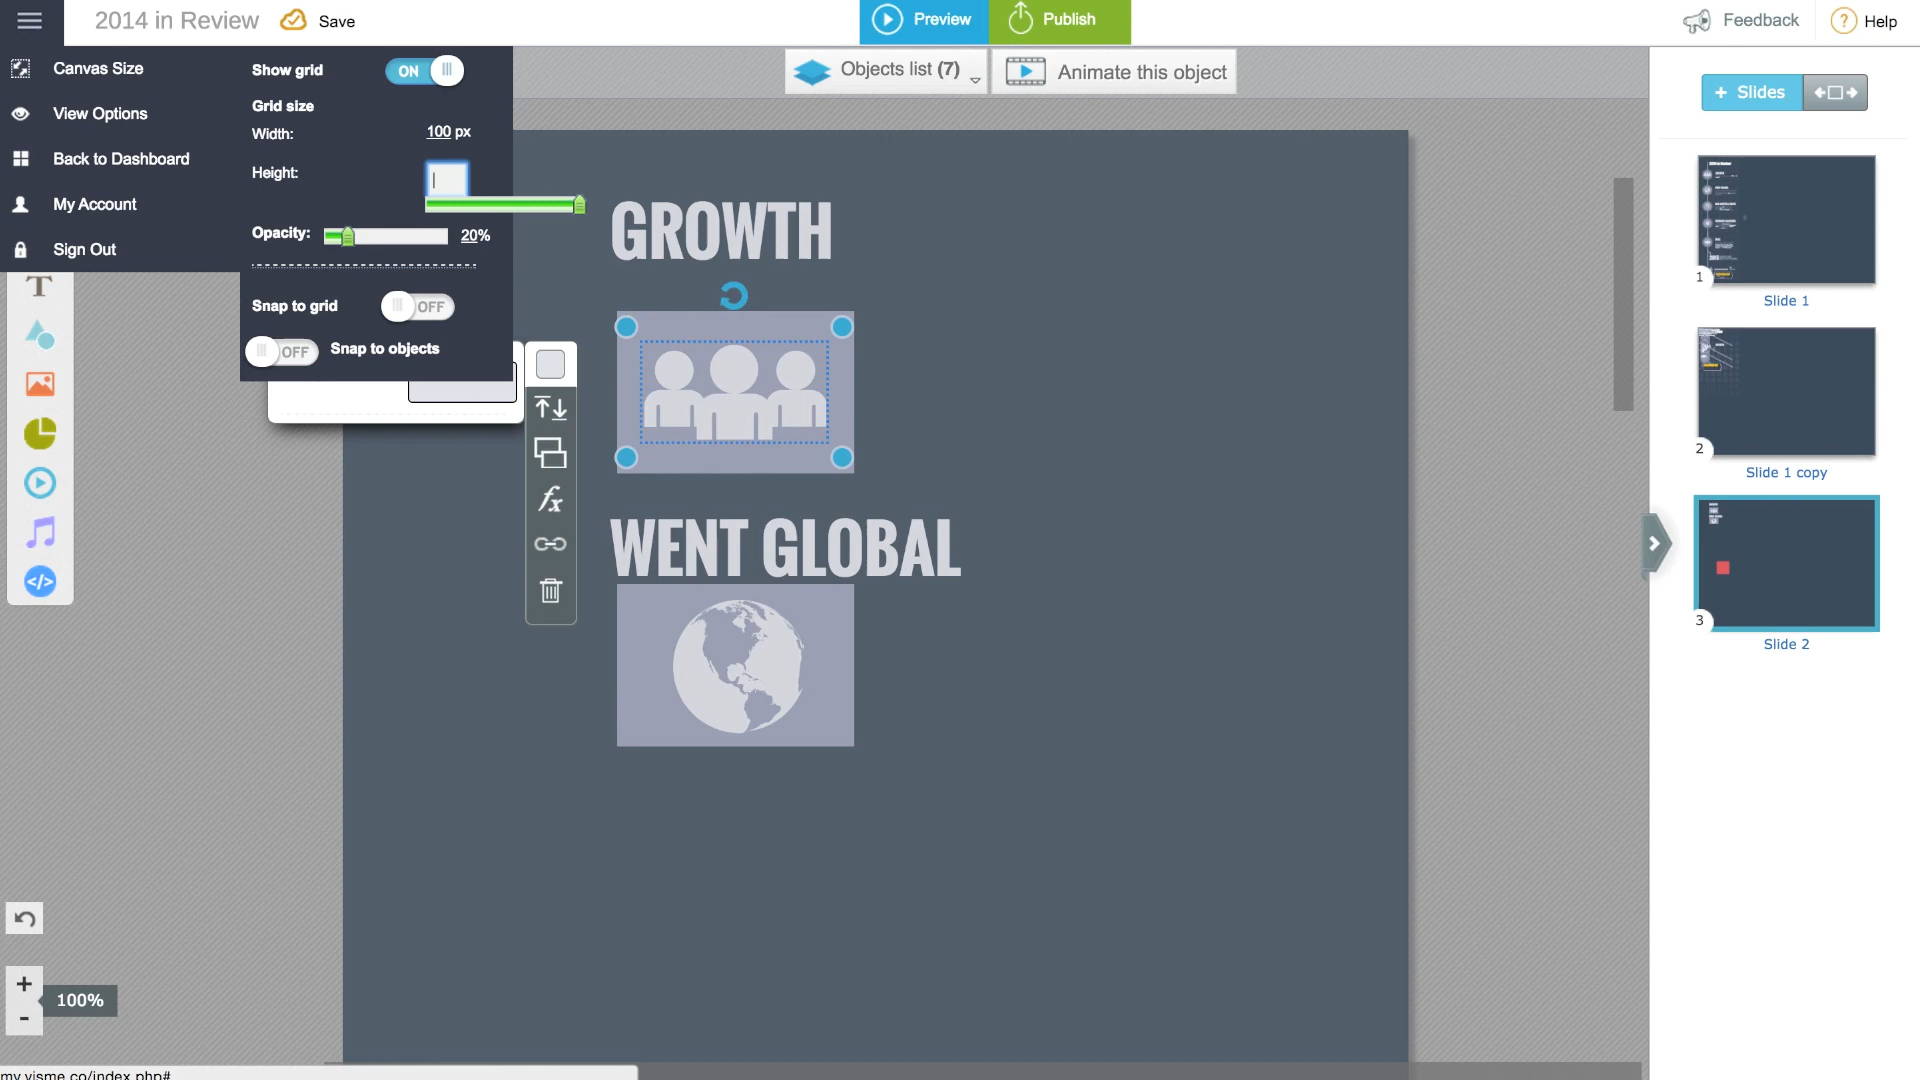 2014 in Review
Save
Preview
Publish
Feedback
? Help
Canvas Size
View Options
Back to Dashboard
My Account
Sign Out
Show grid
ON
Grid size
Width:
100 px
Height:
Opacity:
20%
Snap to grid
OFF
OFF
Snap to objects
Objects list (7)
Animate this object
+ Slides
GROWTH
WENT GLOBAL
T
fx
</>
1
Slide 1
2
Slide 1 copy
3
Slide 2
+
100%
-
my.visme.co/index.php#